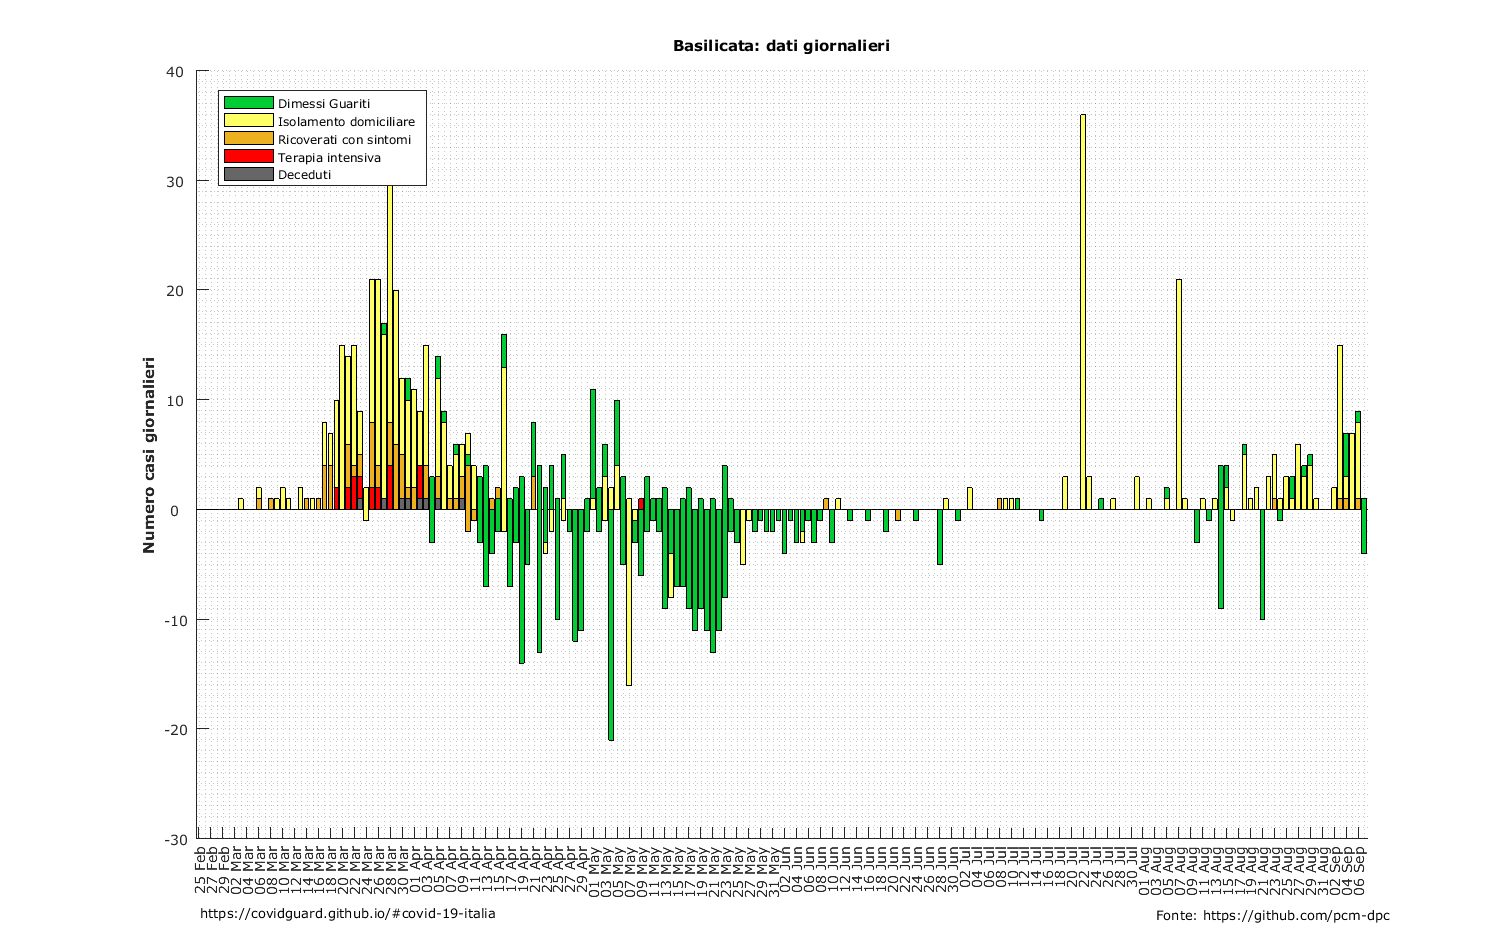 Basilicata: dati giornalieri
Numero casi giornalieri
40
30
20
10
0
-10
-20
-30
Dimessi Guariti
Isolamento domiciliare
Ricoverati con sintomi
Terapia intensiva
Deceduti
25 Feb
27 Feb
29 Feb
02 Mar
04 Mar
06 Mar
08 Mar
10 Mar
12 Mar
14 Mar
16 Mar
18 Mar
20 Mar
22 Mar
24 Mar
26 Mar
28 Mar
30 Mar
01 Apr
03 Apr
05 Apr
07 Apr
09 Apr
11 Apr
13 Apr
15 Apr
17 Apr
19 Apr
21 Apr
23 Apr
25 Apr
27 Apr
29 Apr
01 May
03 May
05 May
07 May
09 May
11 May
13 May
15 May
17 May
19 May
21 May
23 May
25 May
27 May
29 May
31 May
02 Jun
04 Jun
06 Jun
08 Jun
10 Jun
12 Jun
14 Jun
16 Jun
18 Jun
20 Jun
22 Jun
24 Jun
26 Jun
28 Jun
30 Jun
02 Jul
04 Jul
06 Jul
08 Jul
10 Jul
12 Jul
14 Jul
16 Jul
18 Jul
20 Jul
22 Jul
24 Jul
26 Jul
28 Jul
30 Jul
01 Aug
03 Aug
05 Aug
07 Aug
09 Aug
11 Aug
13 Aug
15 Aug
17 Aug
19 Aug
21 Aug
23 Aug
25 Aug
27 Aug
29 Aug
31 Aug
02 Sep
04 Sep
06 Sep
https://covidguard.github.io/#covid-19-italia
Fonte: https://github.com/pcm-dpc